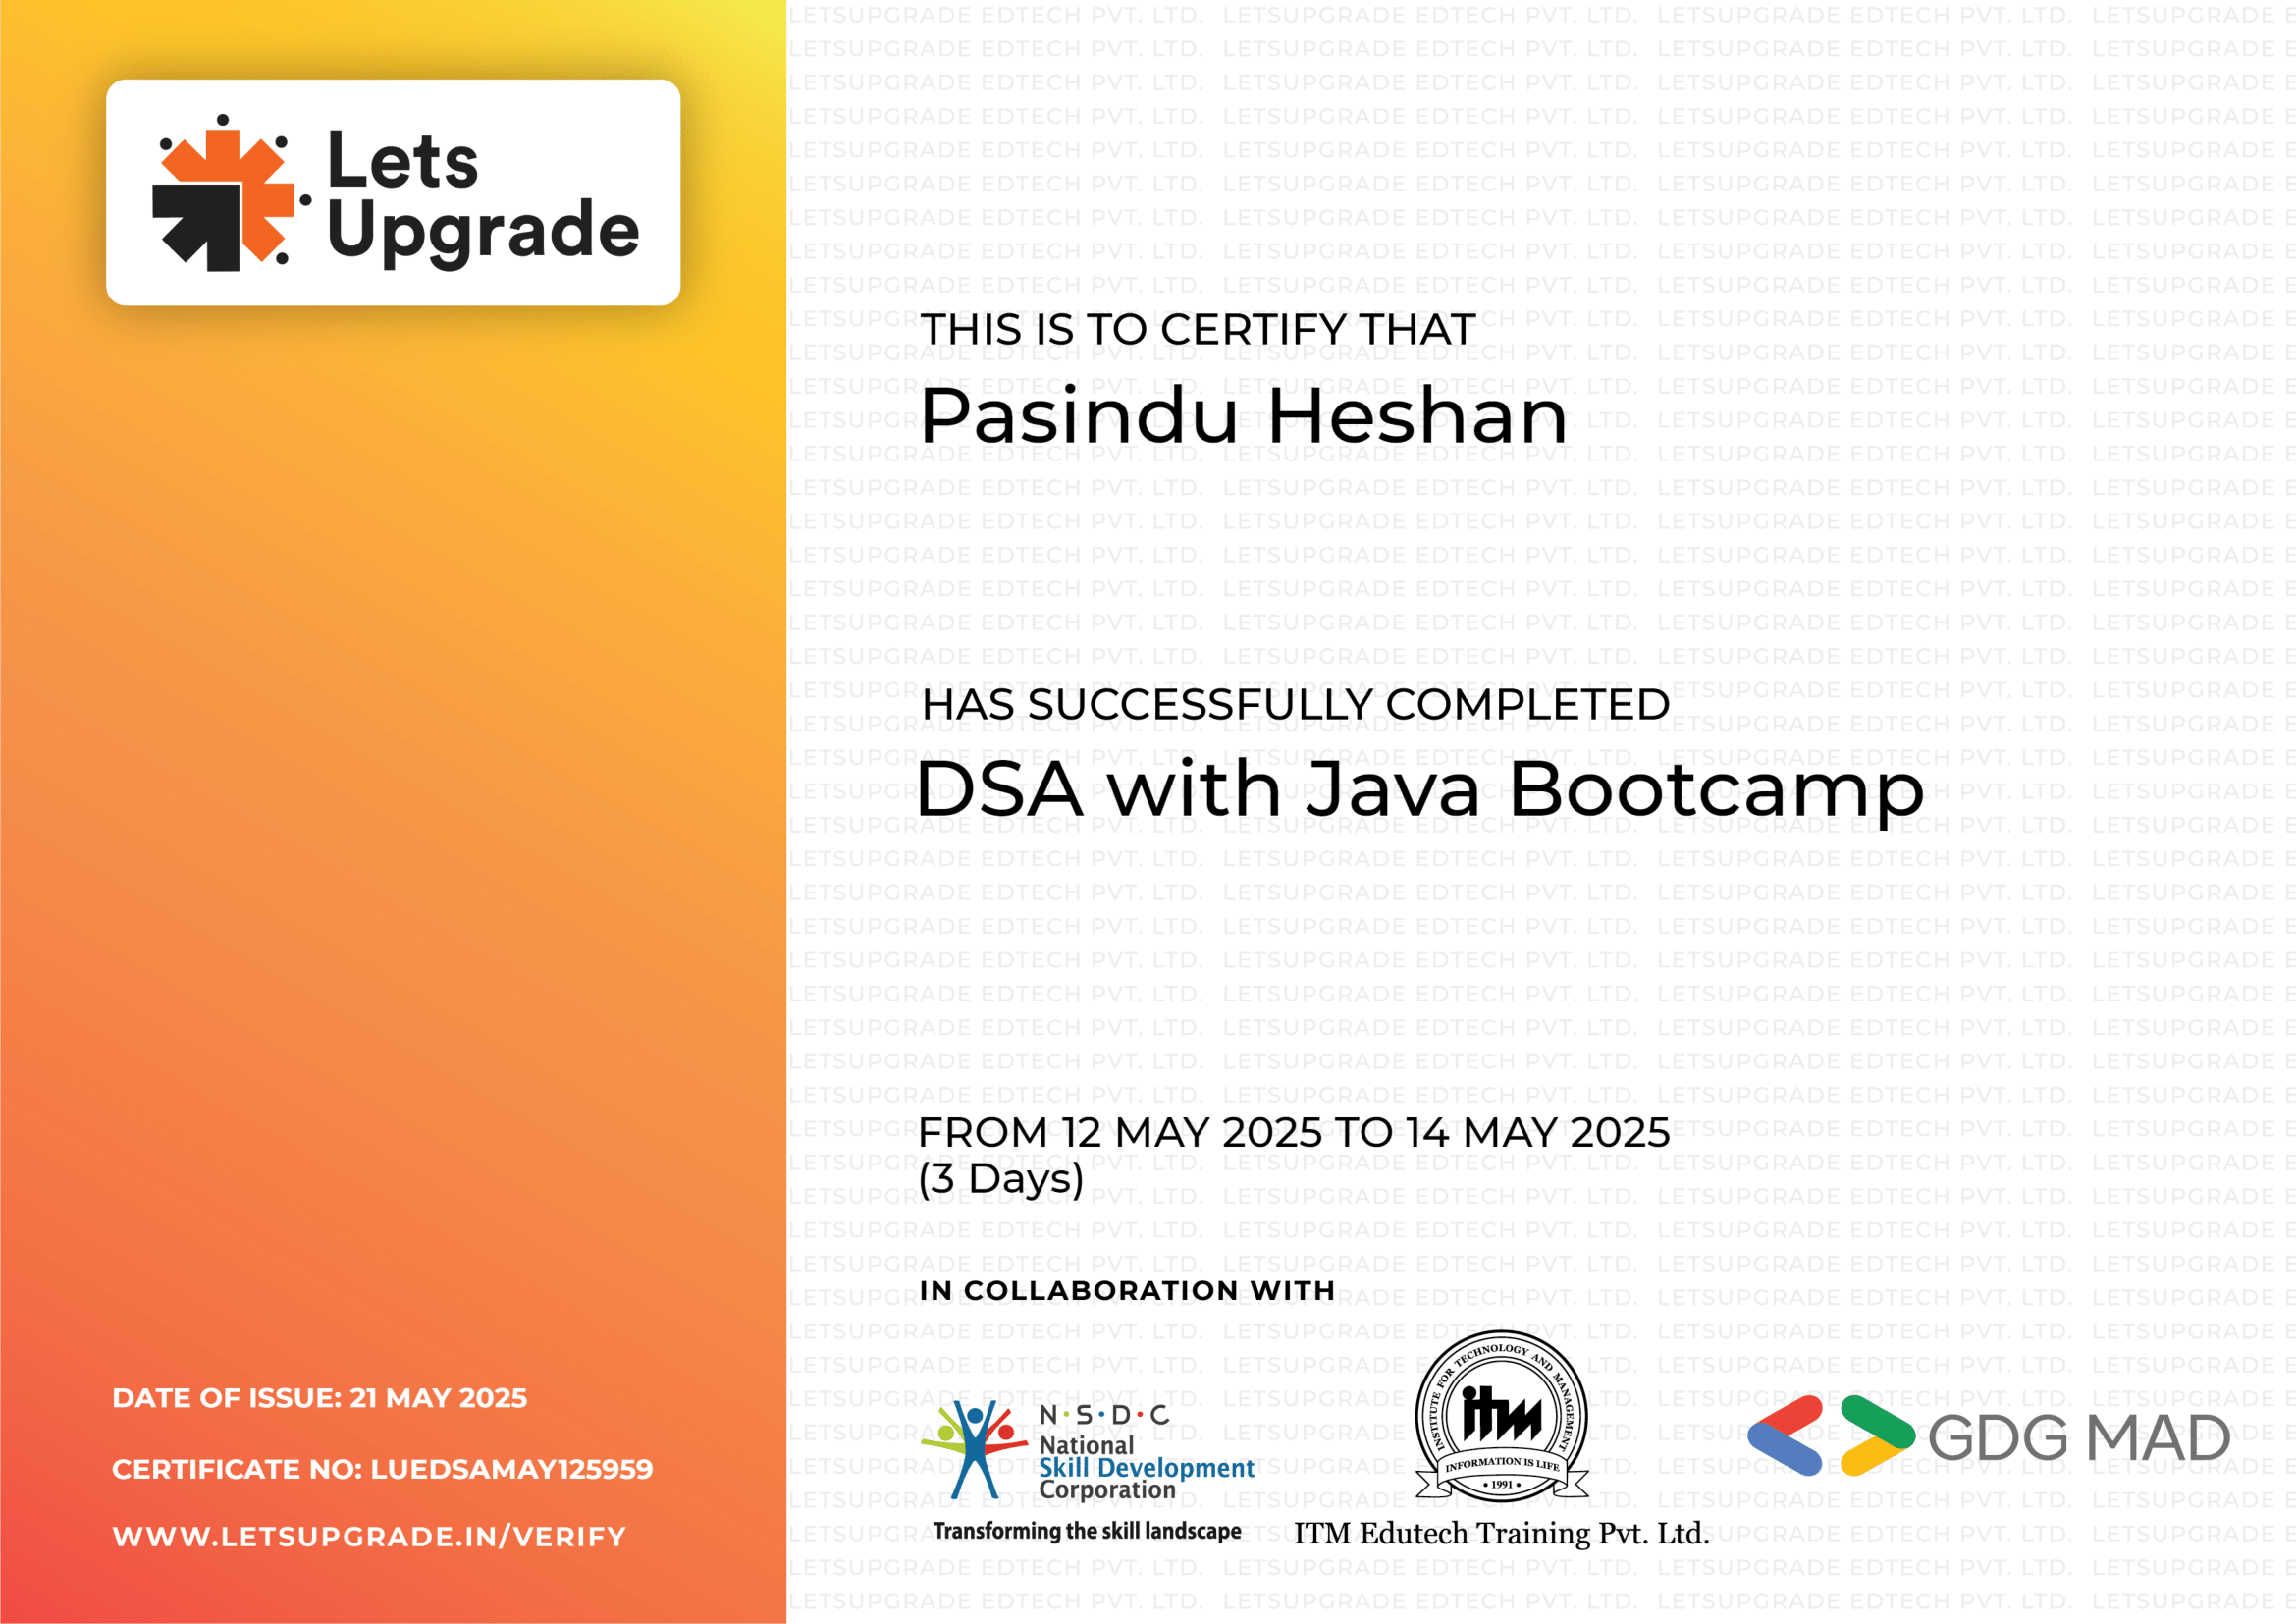 Lets
Upgrade
THIS IS TO CERTIFY THAT
Pasindu Heshan
HAS SUCCESSFULLY COMPLETED
DSA with Java Bootcamp
FROM 12 MAY 2025 TO 14 MAY 2025
(3 Days)
IN COLLABORATION WITH
N·S·D·C
National
Skill Development
Corporation
Transforming the skill landscape
INSTITUTE FOR TECHNOLOGY AND MANAGEMENT
itm
INFORMATION IS LIFE
• 1991 •
ITM Edutech Training Pvt. Ltd.
GDG MAD
DATE OF ISSUE: 21 MAY 2025
CERTIFICATE NO: LUEDSAMAY125959
WWW.LETSUPGRADE.IN/VERIFY
LETSUPGRADE EDTECH PVT. LTD.